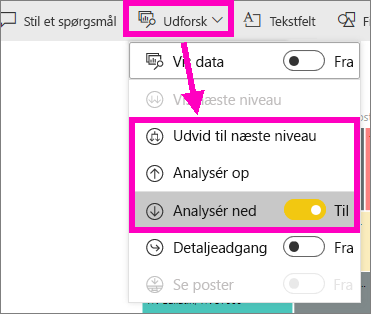 Stil et spørgsmål
Udforsk
Tekstfelt
Vis data
Fra
Vis næste niveau
Udvid til næste niveau
Analysér op
Analysér ned
Til
Detaljeadgang
Fra
Se poster
Fra